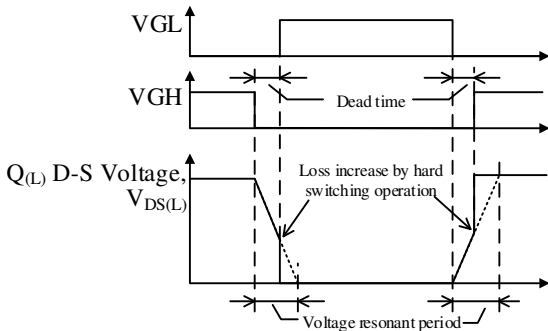 VGL
VGH
Dead time
Q(L) D-S Voltage,
VDS(L)
Loss increase by hard
switching operation
Voltage resonant period